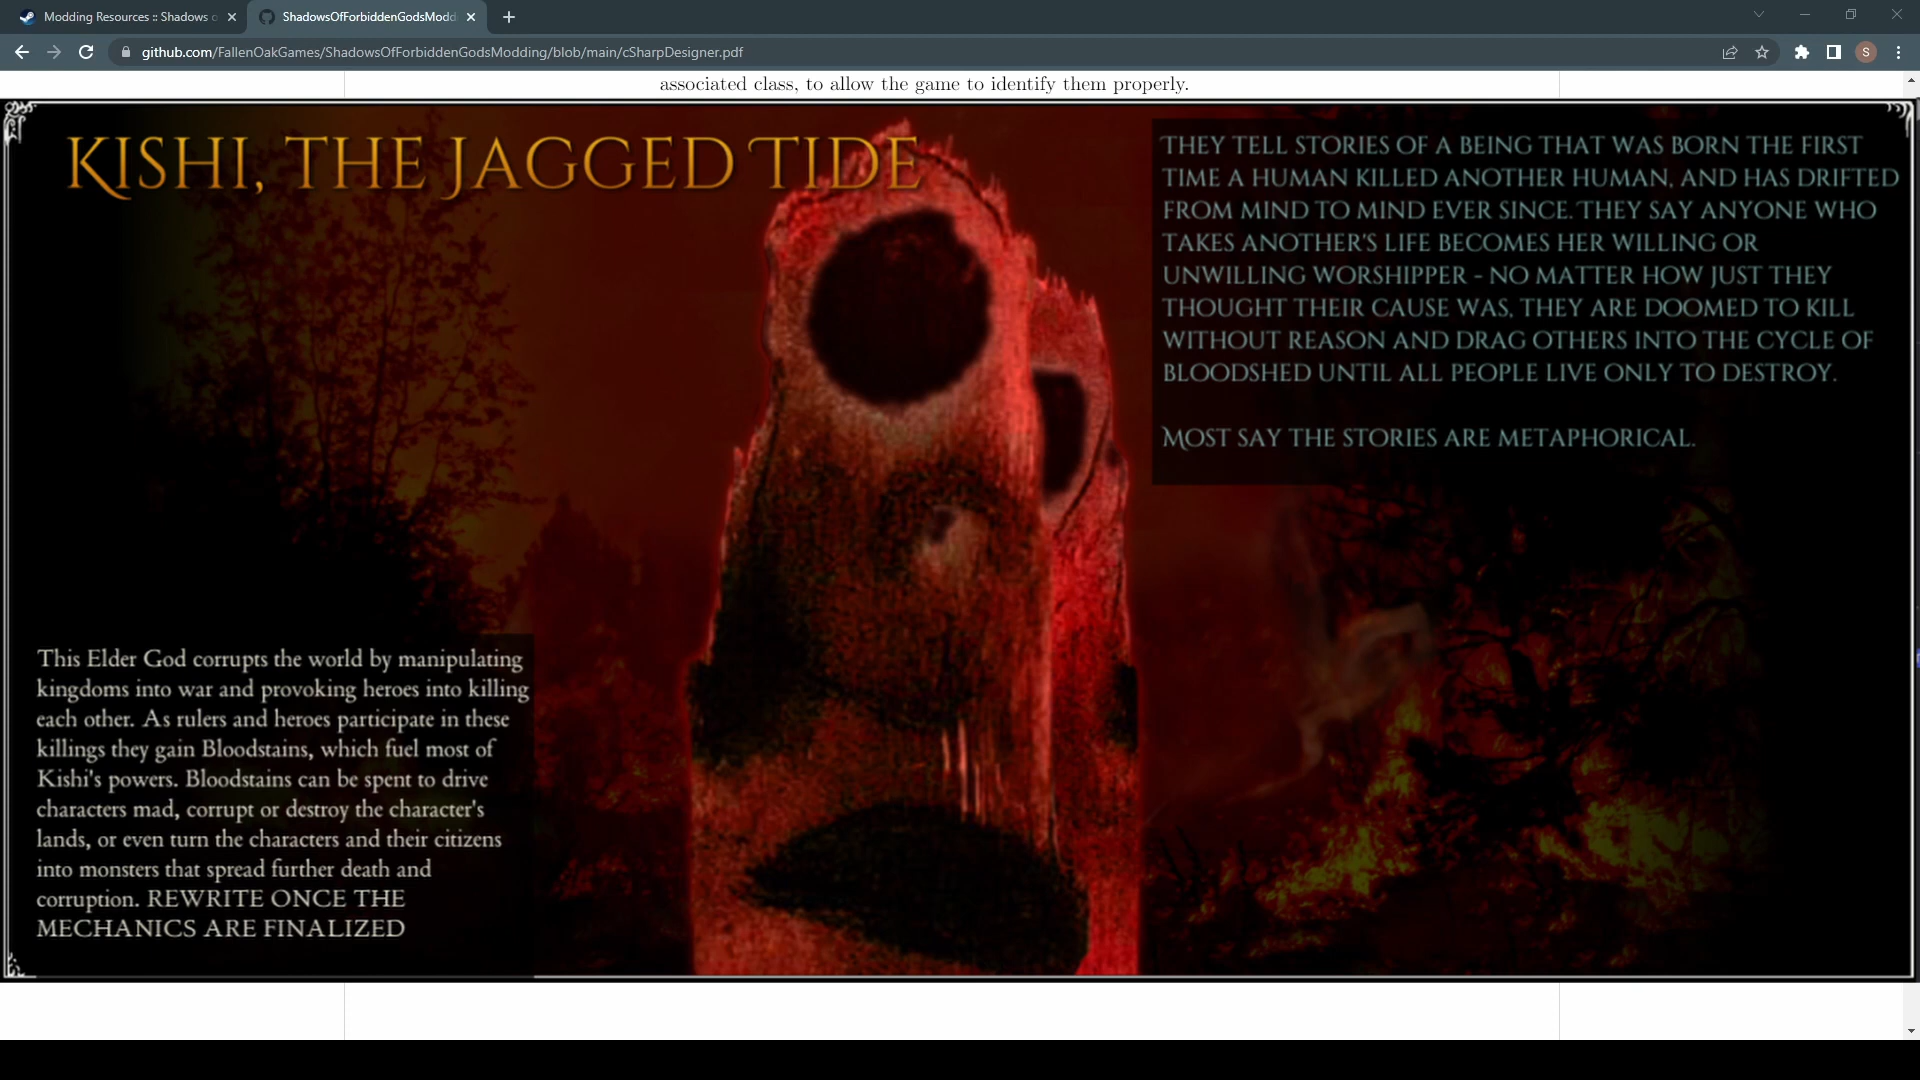 Modding Resources :: Shadows o
ShadowsOfForbiddenGodsModd
github.com/FallenOakGames/ShadowsOfForbiddenGodsModding/blob/main/cSharpDesigner.pdf
S
associated class, to allow the game to identify them properly.
Kishi, the Jagged Tide
They tell stories of a being that was born the first
time a human killed another human, and has drifted
from mind to mind ever since. They say anyone who
takes another's life becomes her willing or
unwilling worshipper - no matter how just they
thought their cause was, they are doomed to kill
without reason and drag others into the cycle of
bloodshed until all people live only to destroy.
Most say the stories are metaphorical.
This Elder God corrupts the world by manipulating
kingdoms into war and provoking heroes into killing
each other. As rulers and heroes participate in these
killings they gain Bloodstains, which fuel most of
Kishi's powers. Bloodstains can be spent to drive
characters mad, corrupt or destroy the character's
lands, or even turn the characters and their citizens
into monsters that spread further death and
corruption. REWRITE ONCE THE
MECHANICS ARE FINALIZED